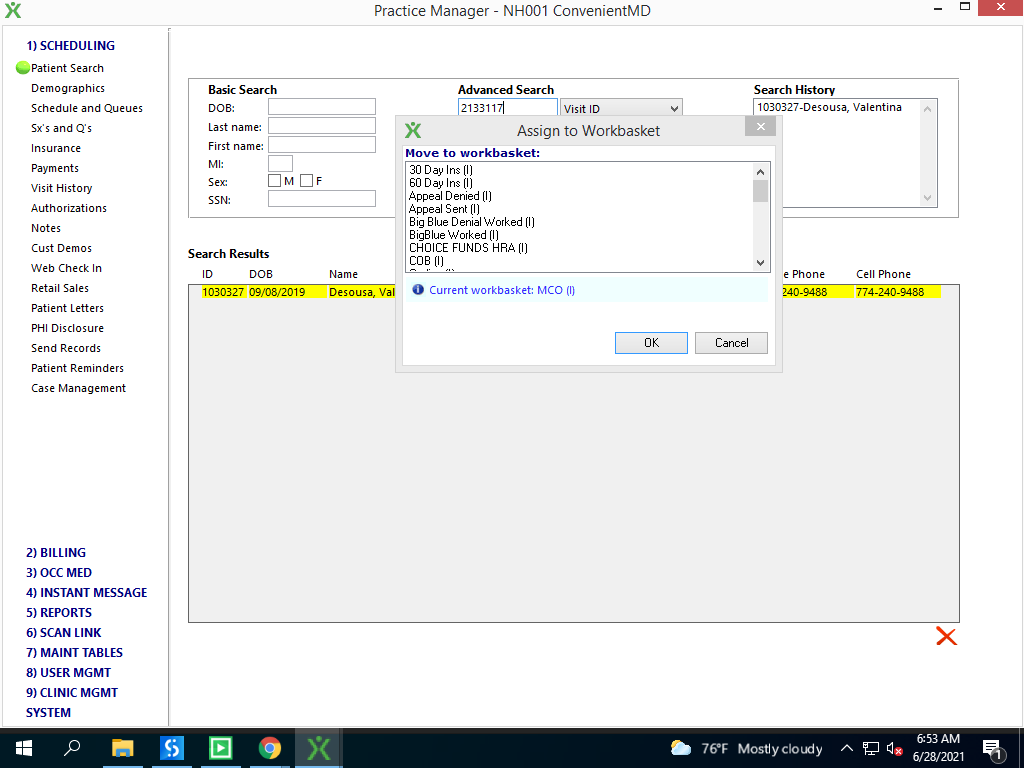 Practice Manager - NH001 ConvenientMD
1) SCHEDULING
Patient Search
Demographics
Schedule and Queues
Sx's and Q's
Insurance
Payments
Visit History
Authorizations
Notes
Cust Demos
Web Check In
Retail Sales
Patient Letters
PHI Disclosure
Send Records
Patient Reminders
Case Management
2) BILLING
3) OCC MED
4) INSTANT MESSAGE
5) REPORTS
6) SCAN LINK
7) MAINT TABLES
8) USER MGMT
9) CLINIC MGMT
SYSTEM
Basic Search
DOB:
Last name:
First name:
MI:
Sex: M F
SSN:
Advanced Search
2133117 Visit ID
Search History
1030327-Desousa, Valentina
Assign to Workbasket
Move to workbasket:
30 Day Ins (I)
60 Day Ins (I)
Appeal Denied (I)
Appeal Sent (I)
Big Blue Denial Worked (I)
BigBlue Worked (I)
CHOICE FUNDS HRA (I)
COB (I)
Current workbasket: MCO (I)
OK Cancel
Search Results
ID DOB Name e Phone Cell Phone
1030327 09/08/2019 Desousa, Val 240-9488 774-240-9488
76°F Mostly cloudy
6:53 AM
6/28/2021
1